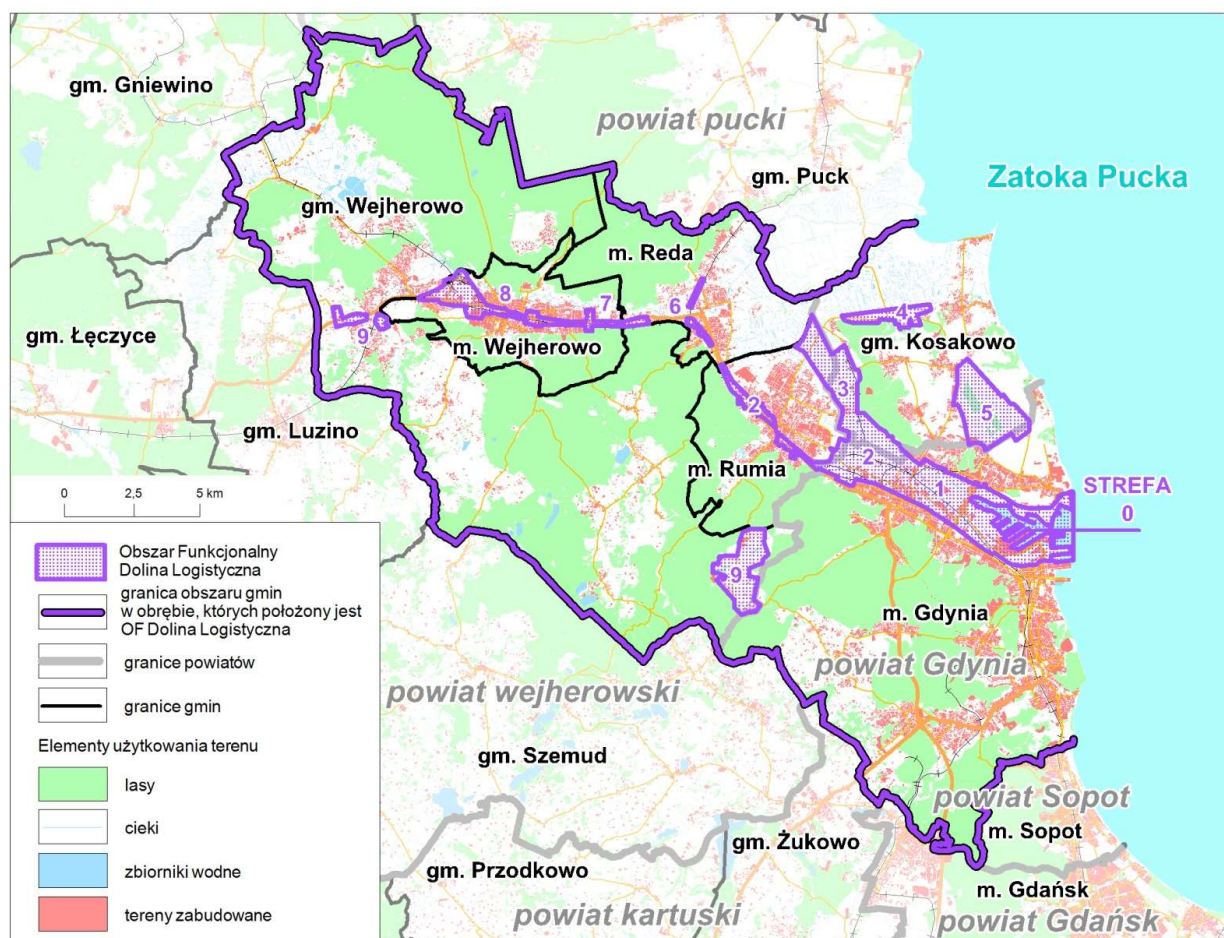 gm. Gniewino
powiat pucki
gm. Puck
Zatoka Pucka
gm. Wejherowo
m. Reda
gm. Łęczyce
8
7
6
4
9
m. Wejherowo
gm. Kosakowo
3
5
gm. Luzino
2
m. Rumia
2
1
STREFA
0
0 2,5 5 km
9
m. Gdynia
powiat Gdynia
powiat wejherowski
gm. Szemud
powiat Sopot
m. Sopot
gm. Żukowo
gm. Przodkowo
m. Gdańsk
powiat kartuski
powiat Gdańsk
Obszar Funkcjonalny
Dolina Logistyczna
granica obszaru gmin
w obrębie, których położony jest
OF Dolina Logistyczna
granice powiatów
granice gmin
Elementy użytkowania terenu
lasy
cieki
zbiorniki wodne
tereny zabudowane